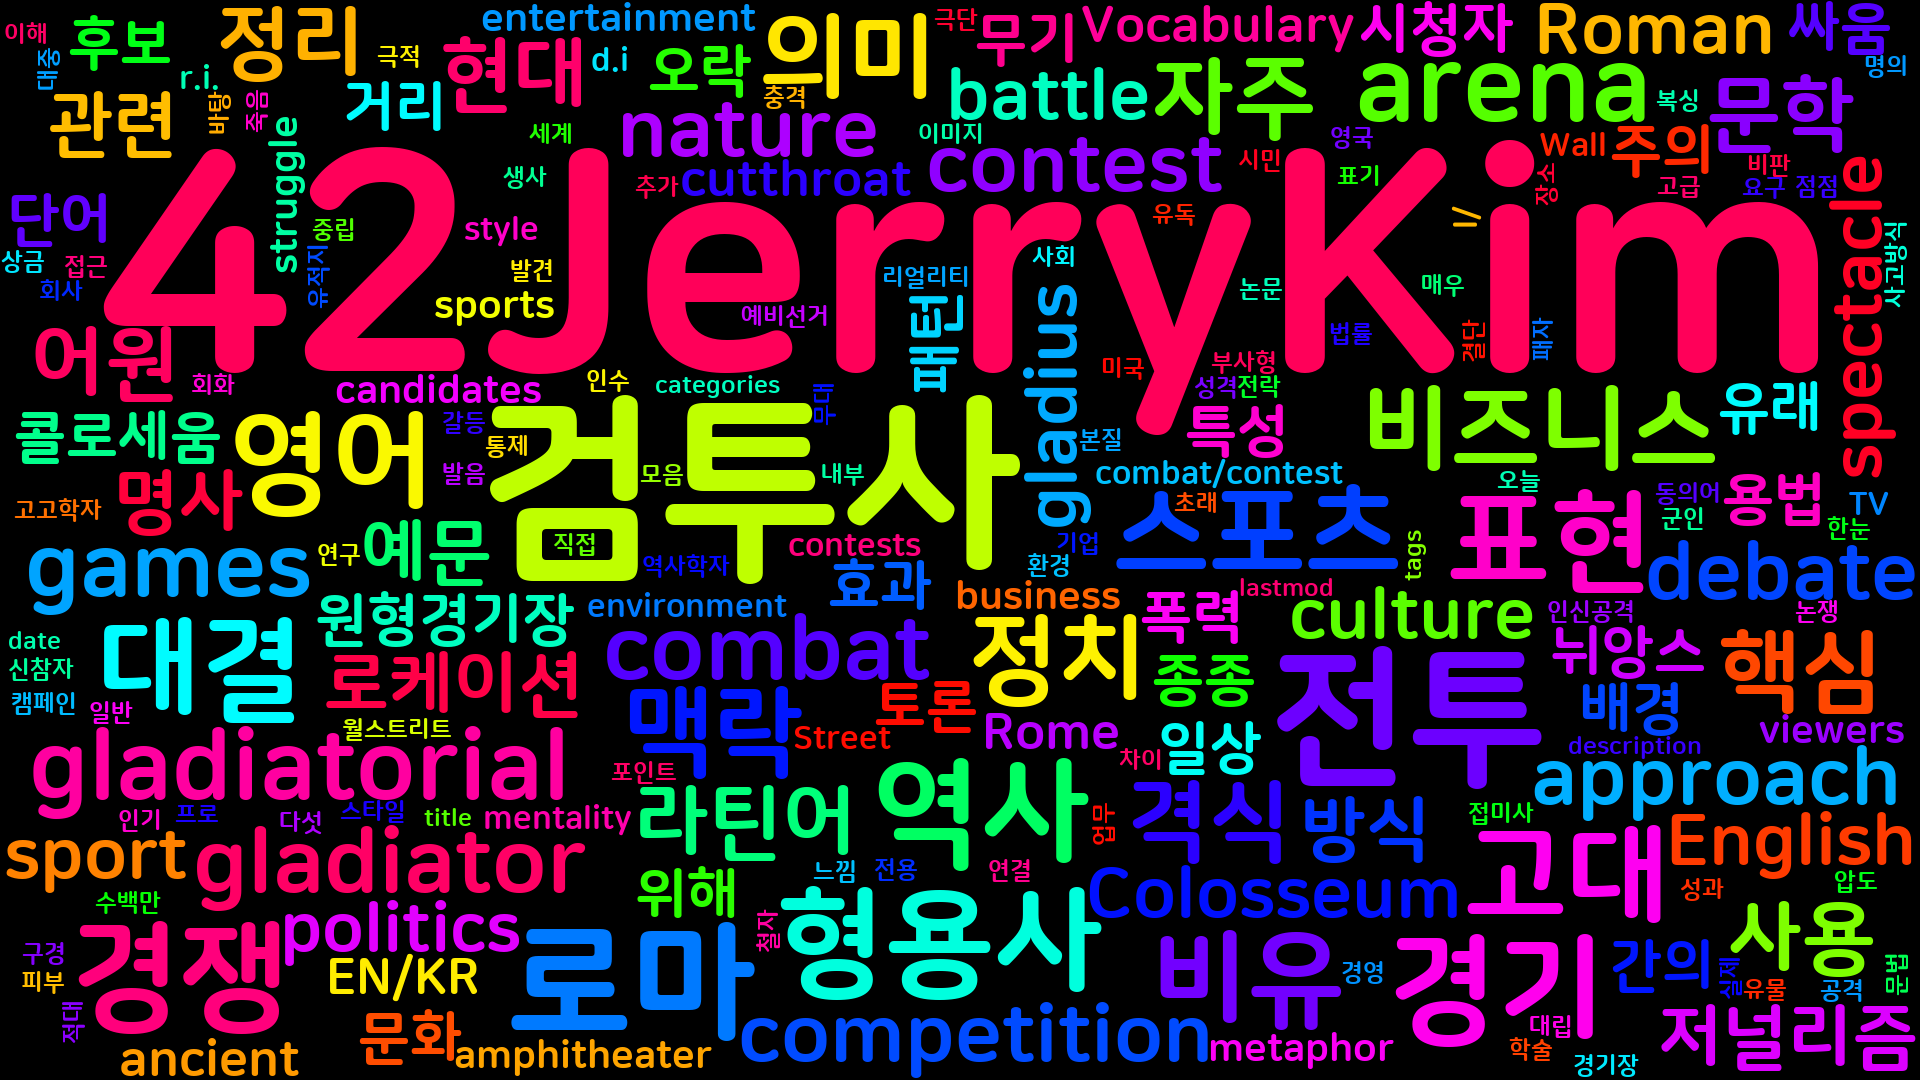 42JerryKim
검투사
전투
로마
형용사
경쟁
경기
비유
고대
역사
대결
영어
의미
비즈니스
스포츠
표현
정치
gladiatorial
gladiator
combat
competition
contest
arena
자주
nature
battle
Roman
Vocabulary
시청자
싸움
무기
극단
명의
entertainment
d.i
오락
충격
현대
극적
정리
후보
r.i.
이해
대중
관련
바탕
죽음
거리
struggle
세계
생사
이미지
cutthroat
추가
복싱
문학
영국
시민
표기
Wall
주의
비판
고급
요구
점점
장소
spectacle
사고방식
단어
상금
접근
회사
중립
유적지
style
발견
sports
유독
\/
사회
리얼리티
예비선거
패턴
gladius
논문
매우
법률
결단
패자
어원
회화
candidates
인수
categories
막대
미국
부사형
성격
전락
특성
유래
콜로세움
갈등
통제
발음
모음
내부
본질
combat/contest
오늘
초래
동의어
군인
용법
TV
한눈
명사
고고학자
예문
연구
직접
역사학자
contests
기업
환경
tags
games
debate
효과
environment
business
lastmod
culture
폭력
인신공격
논쟁
원형경기장
date
신참자
캠페인
일반
로케이션
월스트리트
맥락
토론
종종
뉘앙스
핵심
배경
viewers
description
Street
Rome
차이
일상
approach
포인트
라틴어
격식
방식
접미사
업무
인기
프로
다섯
스타일
title
mentality
English
sport
수백만
느낌
전용
연결
위해
Colosseum
성과
압도
politics
철자
사용
구경
피부
적대
EN/KR
경영
간의
실제
유물
공격
문법
문화
ancient
amphitheater
metaphor
대립
학술
경기장
저널리즘